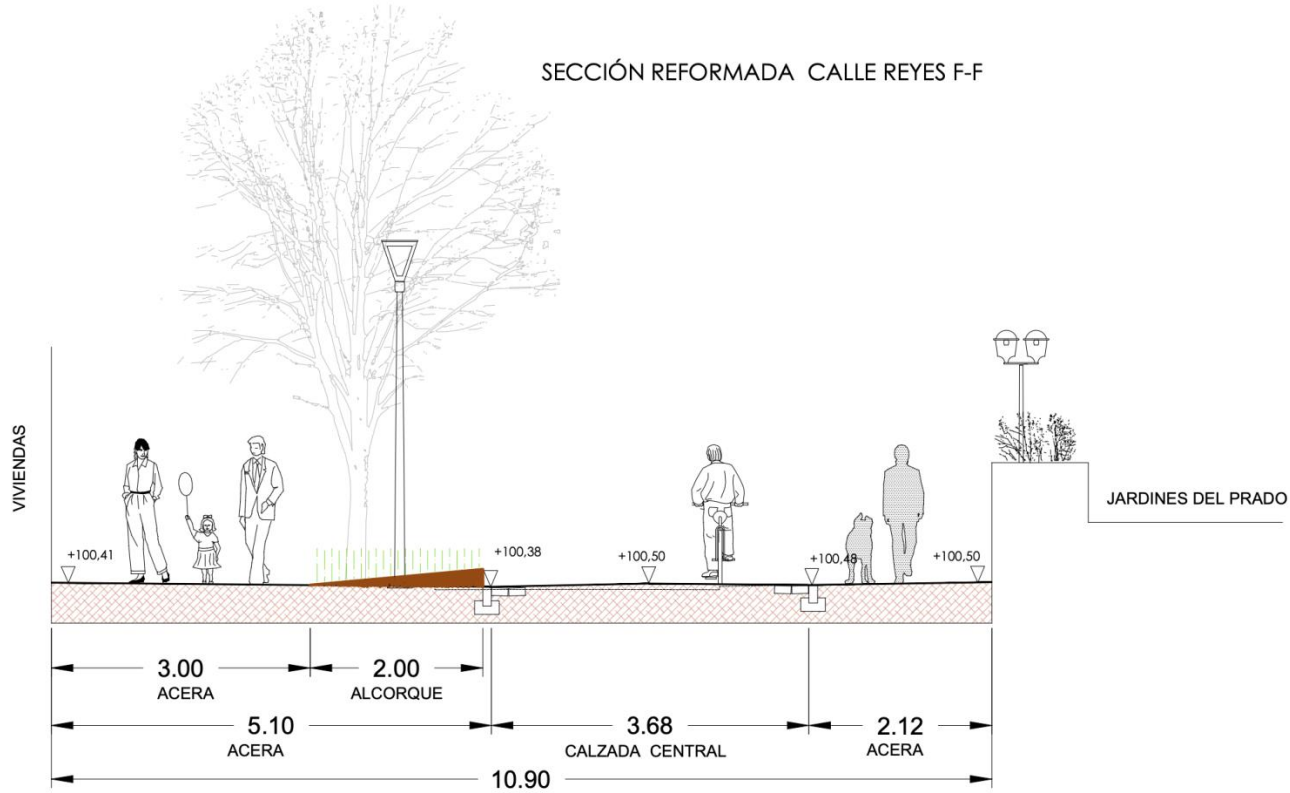 SECCIÓN REFORMADA CALLE REYES F-F
VIVIENDAS
JARDINES DEL PRADO
+100,41
+100,38
+100,50
+100,48
+100,50
3.00
ACERA
2.00
ALCORQUE
5.10
ACERA
3.68
CALZADA CENTRAL
2.12
ACERA
10.90